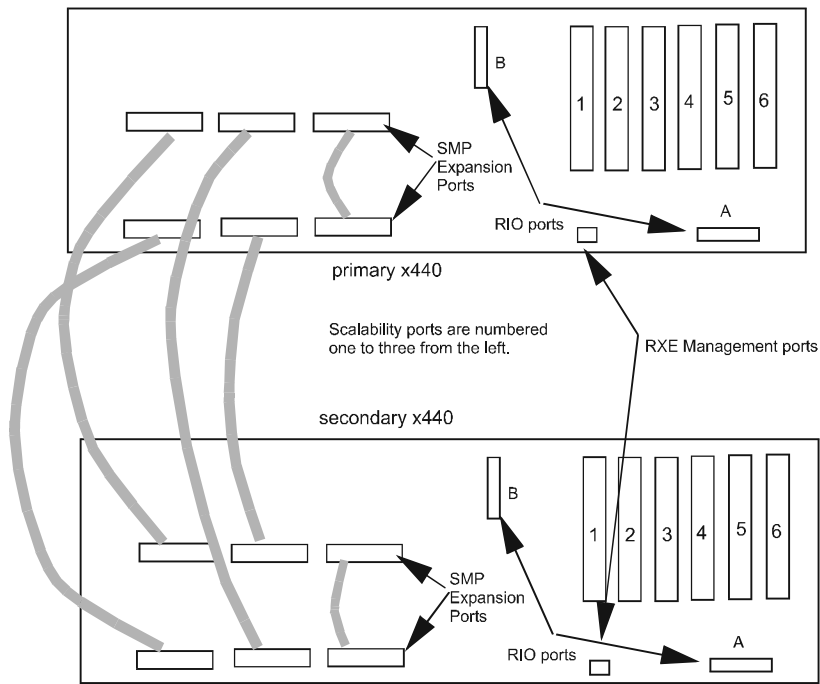 B
1 2 3 4 5 6
SMP
Expansion
Ports
A
RIO ports
primary x440
Scalability ports are numbered
one to three from the left.
RXE Management ports
secondary x440
B
1 2 3 4 5 6
SMP
Expansion
Ports
A
RIO ports